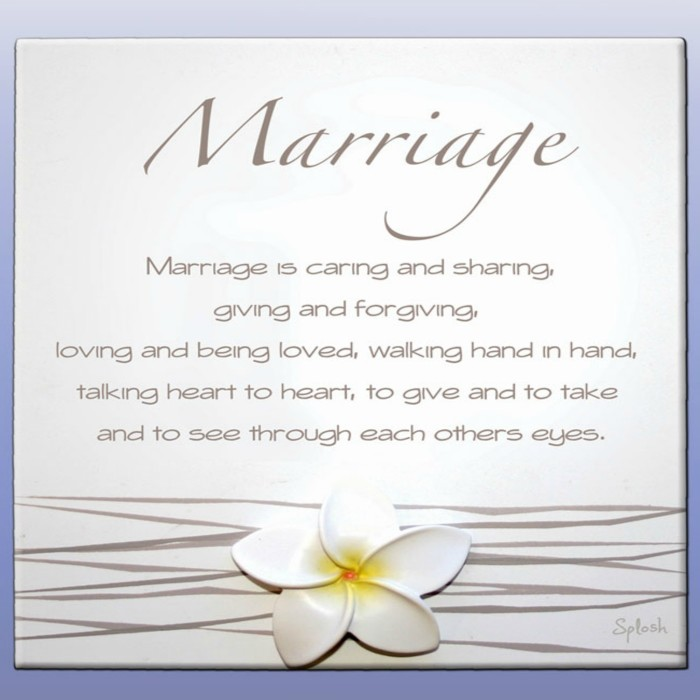 Marriage
Marriage is caring and sharing,
giving and forgiving,
loving and being loved, walking hand in hand,
talking heart to heart, to give and to take
and to see through each others eyes.
Splosh